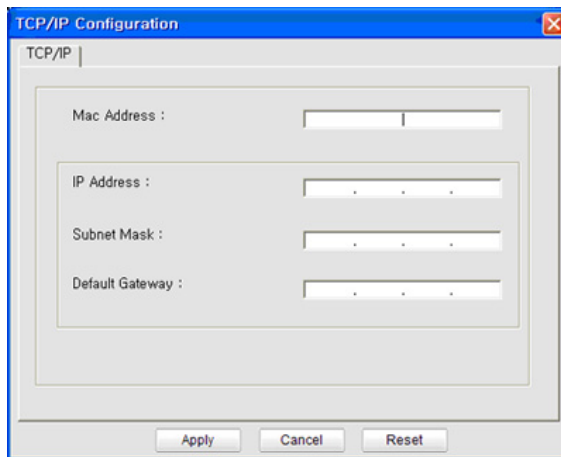 TCP/IP Configuration
TCP/IP
Mac Address :
IP Address :
. . .
Subnet Mask :
. . .
Default Gateway :
. . .
Apply Cancel Reset